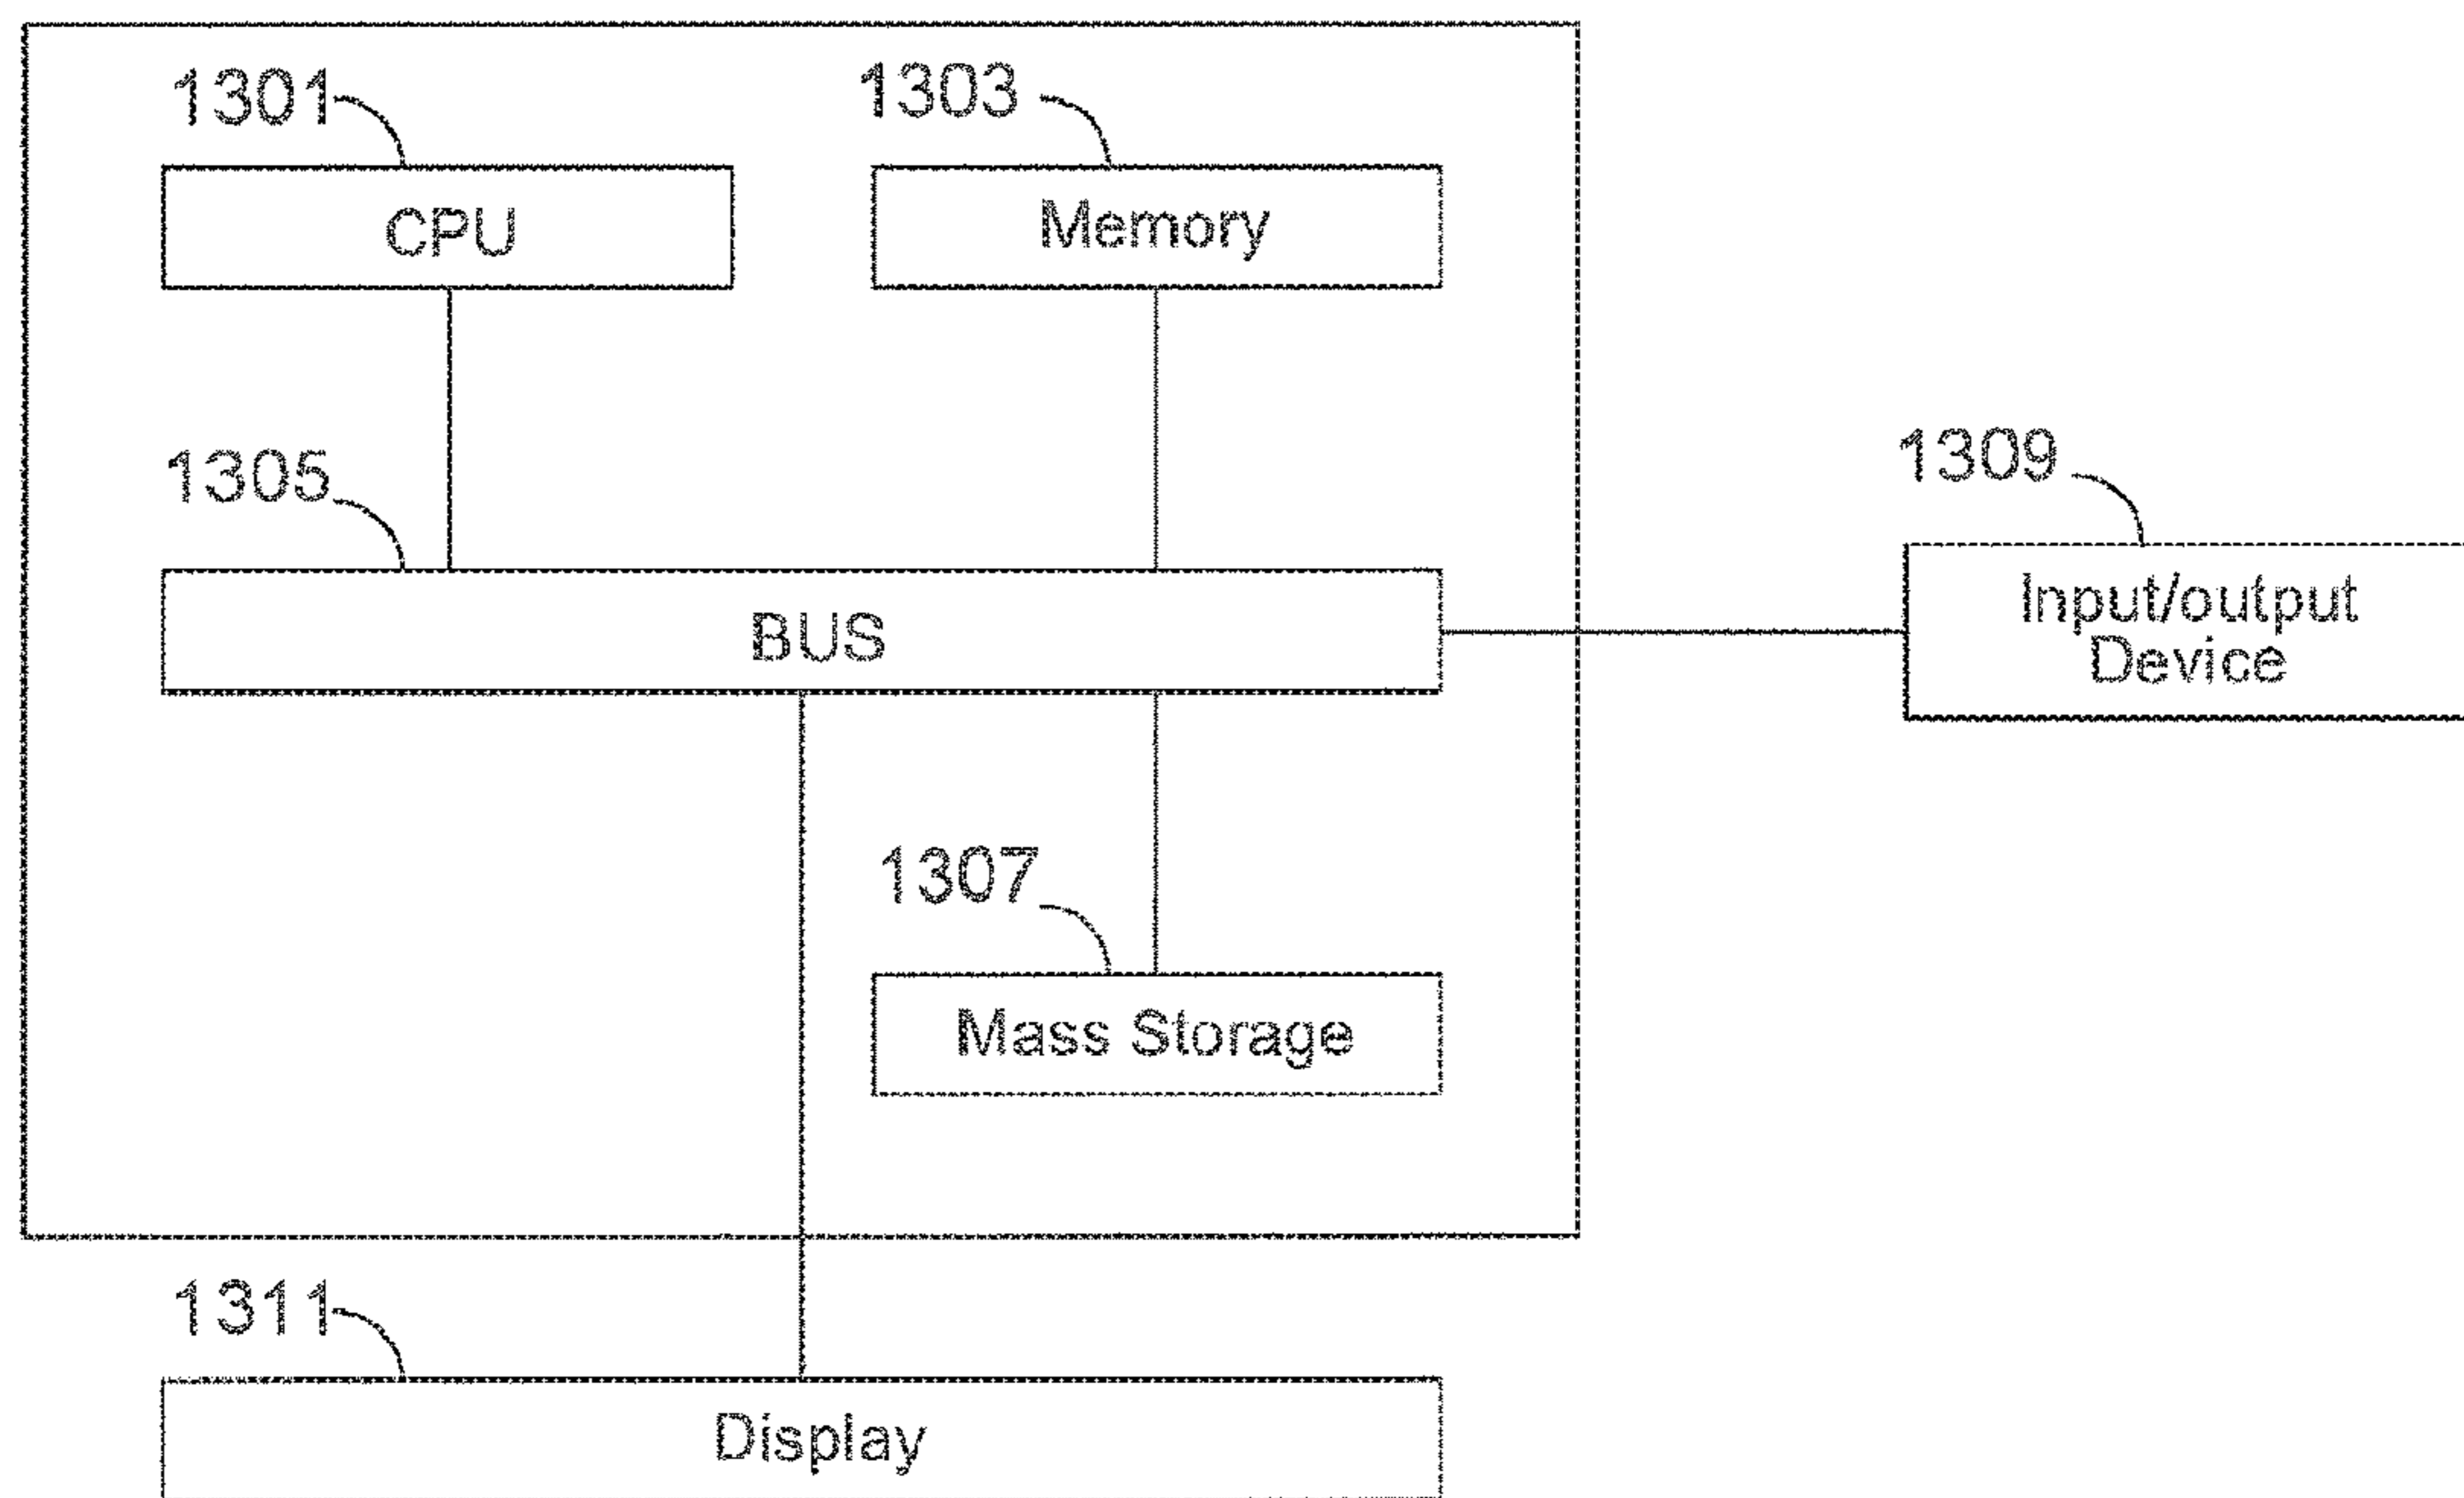 1301
1303
CPU
Memory
1305
1309
BUS
Input/output
Device
1307
Mass Storage
1311
Display